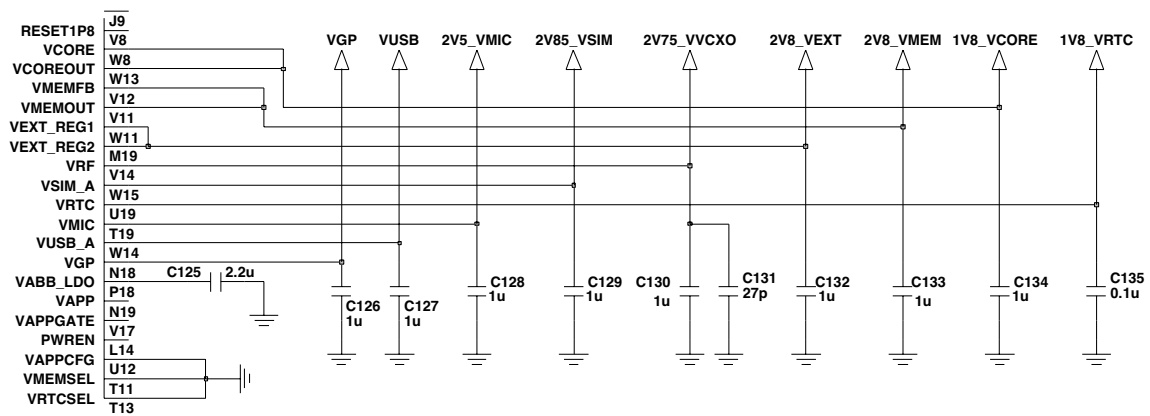 J9
RESET1P8
V8
VCORE
W8
VCOREOUT
W13
VMEMFB
V12
VMEMOUT
V11
VEXT_REG1
W11
VEXT_REG2
M19
VRF
V14
VSIM_A
W15
VRTC
U19
VMIC
T19
VUSB_A
W14
VGP
N18
VABB_LDO
P18
VAPP
N19
VAPPGATE
V17
PWREN
L14
VAPPCFG
U12
VMEMSEL
T11
VRTCSEL
T13
VGP
VUSB
2V5_VMIC
2V85_VSIM
2V75_VVCXO
2V8_VEXT
2V8_VMEM
1V8_VCORE
1V8_VRTC
C125
2.2u
C126
1u
C127
1u
C128
1u
C129
1u
C130
1u
C131
27p
C132
1u
C133
1u
C134
1u
C135
0.1u